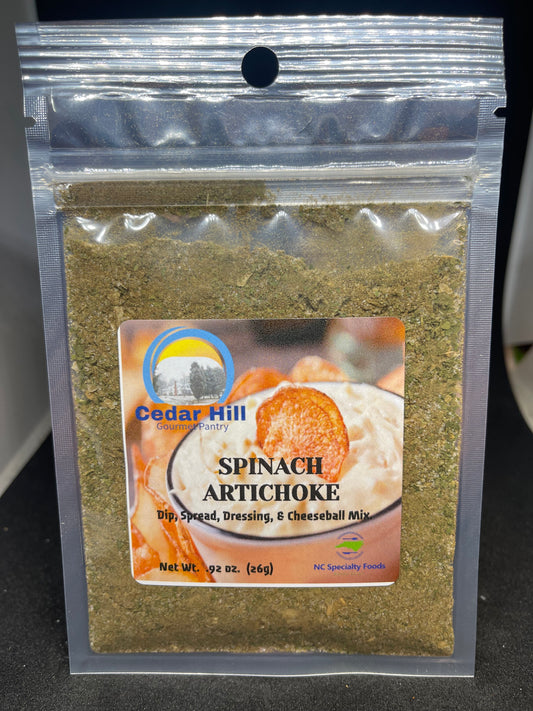 Cedar Hill
Gourmet Pantry
SPINACH
ARTICHOKE
Dip, Spread, Dressing, & Cheeseball Mix.
Net Wt. .92 oz. (26g)
NC Specialty Foods